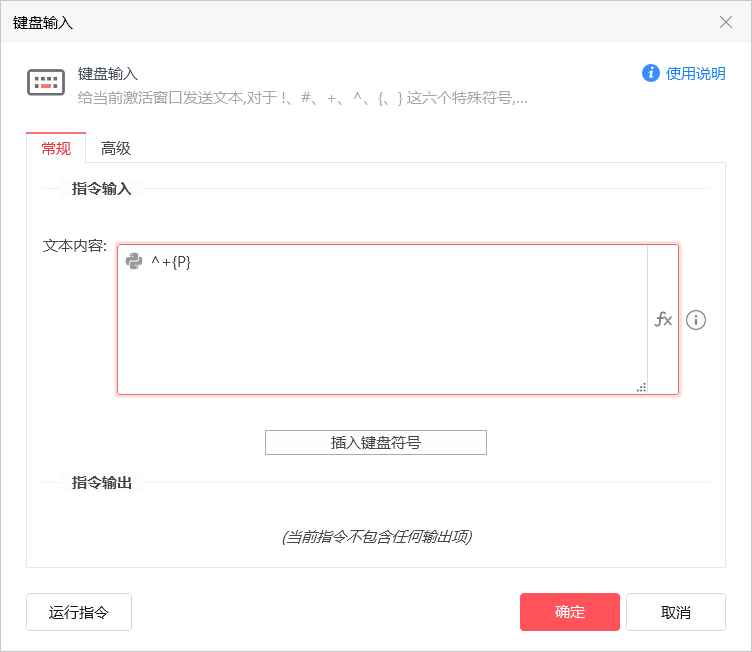 键盘输入
键盘输入
使用说明
给当前激活窗口发送文本,对于 !、#、+、^、{、} 这六个特殊符号,...
常规
高级
指令输入
文本内容:
^+{P}
fx
插入键盘符号
指令输出
(当前指令不包含任何输出项)
运行指令
确定
取消